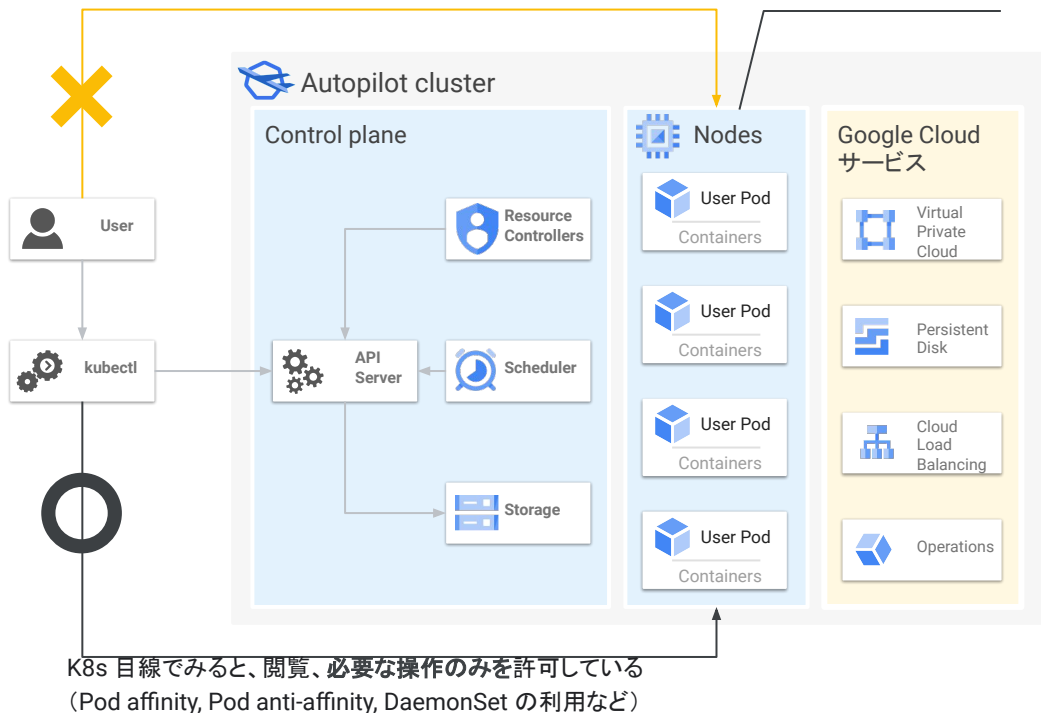 Autopilot cluster
Control plane
Nodes
Google Cloud
サービス
User
kubectl
Resource
Controllers
API
Server
Scheduler
Storage
User Pod
Containers
User Pod
Containers
User Pod
Containers
User Pod
Containers
Virtual
Private
Cloud
Persistent
Disk
Cloud
Load
Balancing
Operations
K8s 目線でみると、閲覧、必要な操作のみを許可している
（Pod affinity, Pod anti-affinity, DaemonSet の利用など）